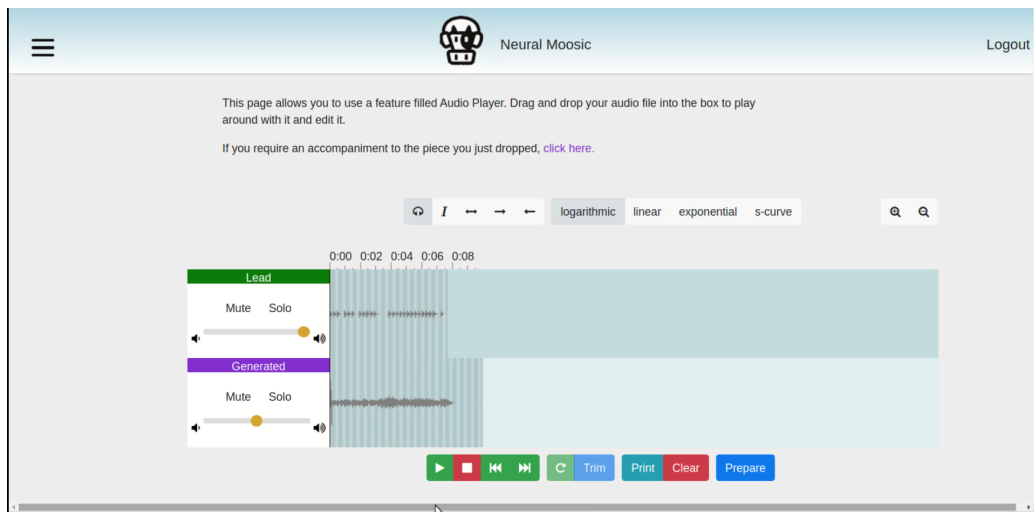 Neural Moosic
Logout
This page allows you to use a feature filled Audio Player. Drag and drop your audio file into the box to play
around with it and edit it.
If you require an accompaniment to the piece you just dropped, click here.
I logarithmic linear exponential s-curve
0:00 0:02 0:04 0:06 0:08
Lead
Mute Solo
Generated
Mute Solo
Trim Print Clear Prepare